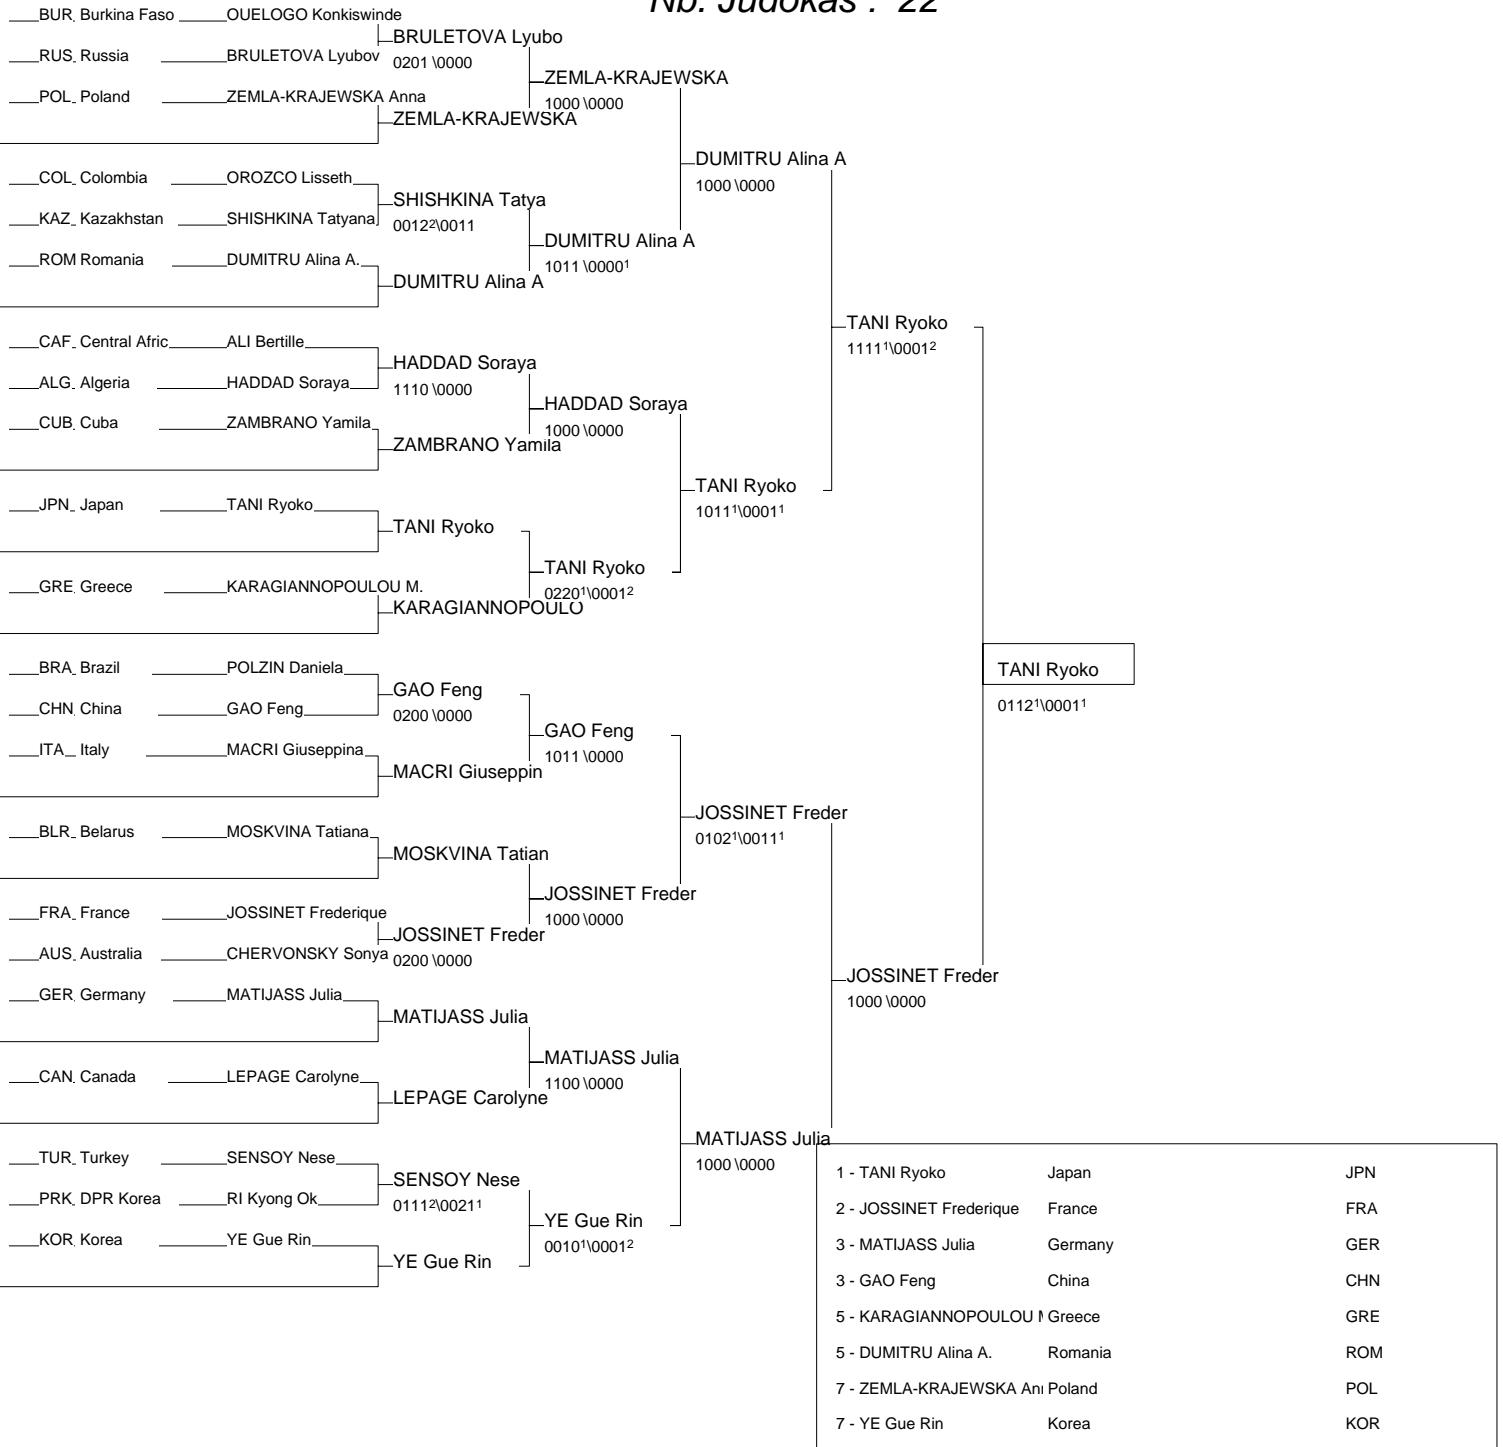 Nb. Judokas : 22
BUR Burkina Faso OUELOGO Konkiswinde
BRULETOVA Lyubo
RUS Russia BRULETOVA Lyubov
0201 \0000
ZEMLA-KRAJEWSKA
POL Poland ZEMLA-KRAJEWSKA Anna
1000 \0000
ZEMLA-KRAJEWSKA
DUMITRU Alina A
COL Colombia OROZCO Lisseth
1000 \0000
SHISHKINA Tatya
KAZ Kazakhstan SHISHKINA Tatyana
0012²\0011
DUMITRU Alina A
ROM Romania DUMITRU Alina A.
1011 \0000¹
DUMITRU Alina A
TANI Ryoko
CAF Central Afric ALI Bertille
1111¹\0001²
HADDAD Soraya
ALG Algeria HADDAD Soraya
1110 \0000
HADDAD Soraya
CUB Cuba ZAMBRANO Yamila
1000 \0000
ZAMBRANO Yamila
TANI Ryoko
JPN Japan TANI Ryoko
1011¹\0001¹
TANI Ryoko
TANI Ryoko
GRE Greece KARAGIANNOPOULOU M.
0220¹\0001²
KARAGIANNOPOULO
BRA Brazil POLZIN Daniela
TANI Ryoko
GAO Feng
CHN China GAO Feng
0112¹\0001¹
0200 \0000
GAO Feng
ITA Italy MACRI Giuseppina
1011 \0000
MACRI Giuseppin
JOSSINET Freder
BLR Belarus MOSKVINA Tatiana
0102¹\0011¹
MOSKVINA Tatian
JOSSINET Freder
FRA France JOSSINET Frederique
1000 \0000
JOSSINET Freder
AUS Australia CHERVONSKY Sonya
0200 \0000
JOSSINET Freder
GER Germany MATIJASS Julia
1000 \0000
MATIJASS Julia
MATIJASS Julia
CAN Canada LEPAGE Carolyne
1100 \0000
LEPAGE Carolyne
MATIJASS Julia
TUR Turkey SENSOY Nese
1000 \0000
SENSOY Nese
PRK DPR Korea RI Kyong Ok
0111²\0021¹
YE Gue Rin
KOR Korea YE Gue Rin
0010¹\0001²
YE Gue Rin
1 - TANI Ryoko Japan JPN
2 - JOSSINET Frederique France FRA
3 - MATIJASS Julia Germany GER
3 - GAO Feng China CHN
5 - KARAGIANNOPOULOU Greece GRE
5 - DUMITRU Alina A. Romania ROM
7 - ZEMLA-KRAJEWSKA An Poland POL
7 - YE Gue Rin Korea KOR